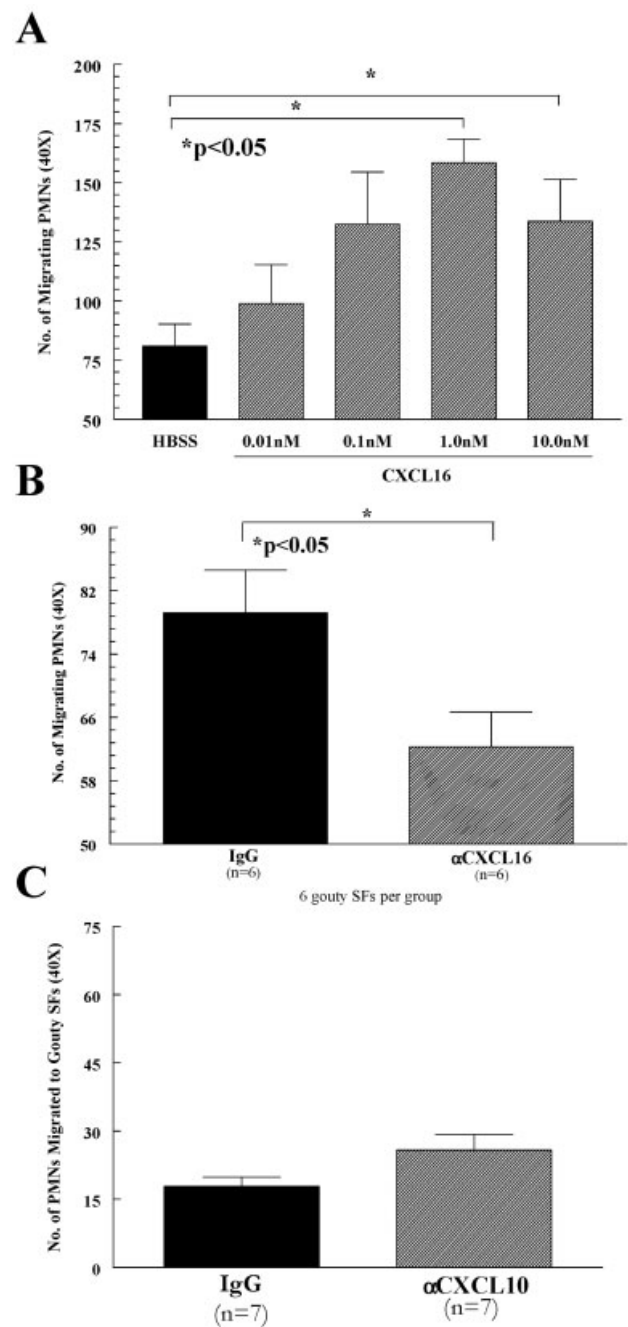 A
No. of Migrating PMNs (40X)
200
175
150
125
100
75
50
*
*
*p<0.05
HBSS
0.01nM
0.1nM
1.0nM
10.0nM
CXCL16
B
No. of Migrating PMNs (40X)
90
82
74
66
58
50
*
*p<0.05
IgG
(n=6)
αCXCL16
(n=6)
6 gouty SFs per group
C
No. of PMNs Migrated to Gouty SFs (40X)
75
60
45
30
15
0
IgG
(n=7)
αCXCL10
(n=7)